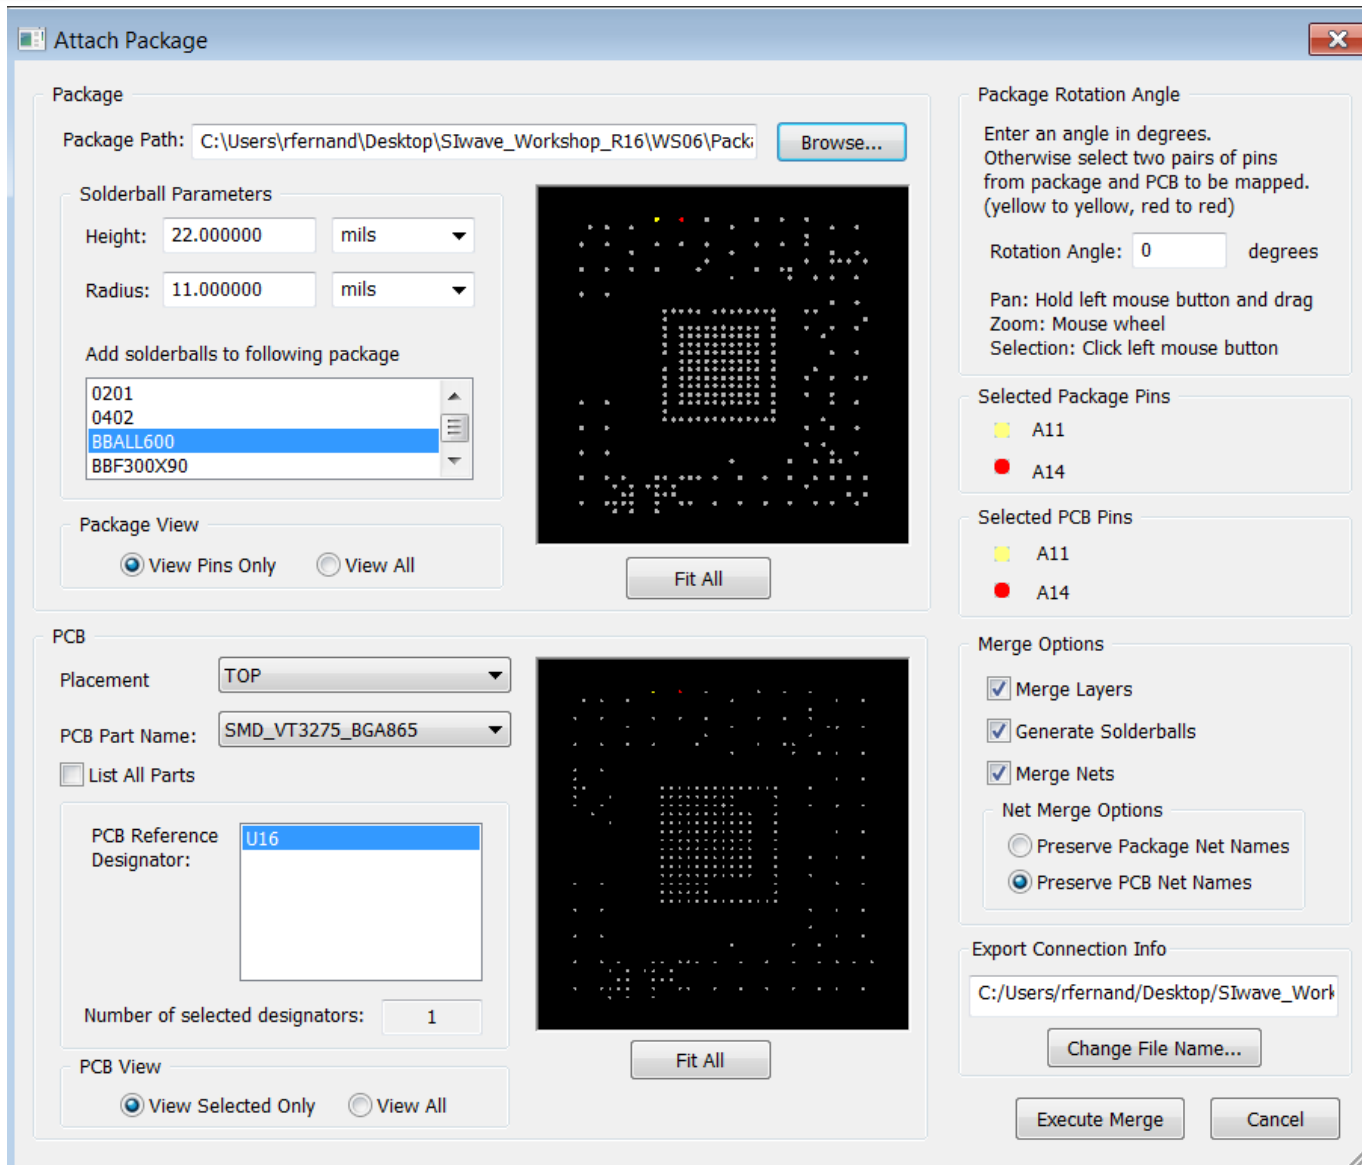 Attach Package
Package
Package Path: C:\Users\rfernand\Desktop\SIwave_Workshop_R16\WS06\Packa
Browse...
Solderball Parameters
Height: 22.000000 mils
Radius: 11.000000 mils
Add solderballs to following package
0201
0402
BBALL600
BBF300X90
Package View
View Pins Only View All
Fit All
PCB
Placement TOP
PCB Part Name: SMD_VT3275_BGA865
List All Parts
PCB Reference
Designator:
U16
Number of selected designators: 1
PCB View
View Selected Only View All
Fit All
Package Rotation Angle
Enter an angle in degrees.
Otherwise select two pairs of pins
from package and PCB to be mapped.
(yellow to yellow, red to red)
Rotation Angle: 0 degrees
Pan: Hold left mouse button and drag
Zoom: Mouse wheel
Selection: Click left mouse button
Selected Package Pins
A11
A14
Selected PCB Pins
A11
A14
Merge Options
Merge Layers
Generate Solderballs
Merge Nets
Net Merge Options
Preserve Package Net Names
Preserve PCB Net Names
Export Connection Info
C:/Users/rfernand/Desktop/SIwave_Work
Change File Name...
Execute Merge Cancel